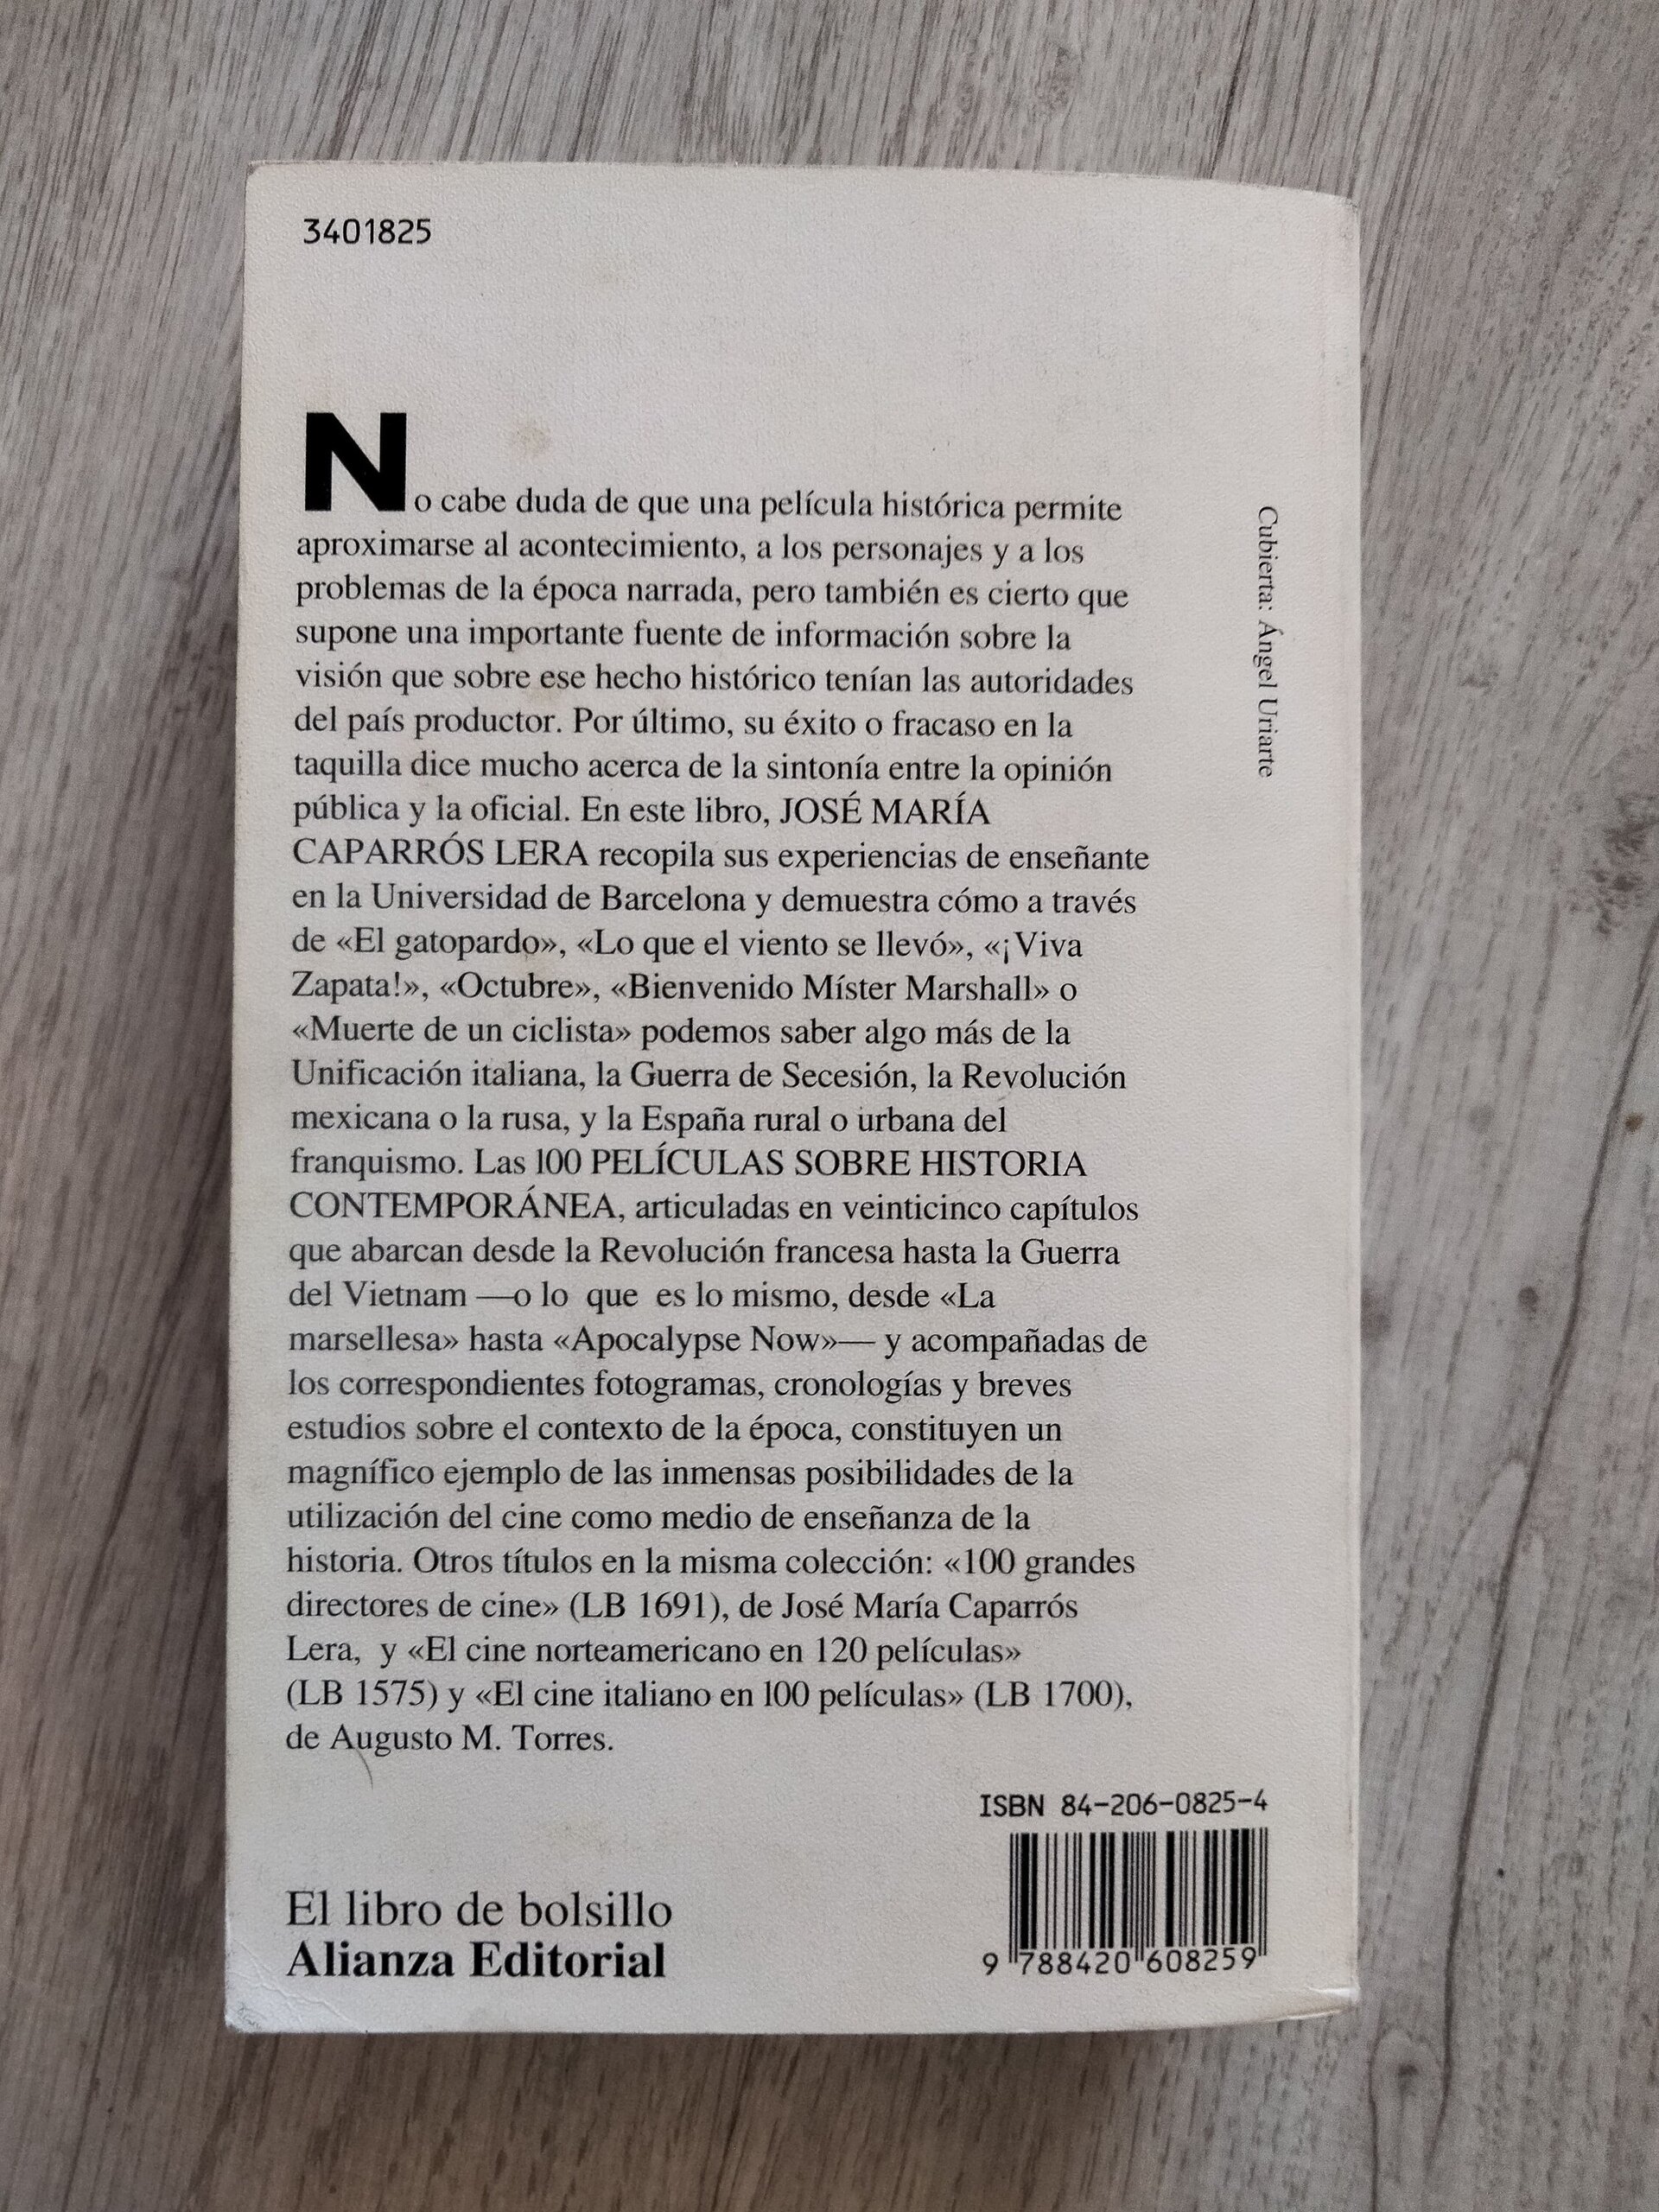 3401825
No cabe duda de que una película histórica permite
aproximarse al acontecimiento, a los personajes y a los
problemas de la época narrada, pero también es cierto que
supone una importante fuente de información sobre la
visión que sobre ese hecho histórico tenían las autoridades
del país productor. Por último, su éxito o fracaso en la
taquilla dice mucho acerca de la sintonía entre la opinión
pública y la oficial. En este libro, JOSÉ MARÍA
CAPARRÓS LERA recopila sus experiencias de enseñante
en la Universidad de Barcelona y demuestra cómo a través
de «El gatopardo», «Lo que el viento se llevó», «¡Viva
Zapata!», «Octubre», «Bienvenido Míster Marshall» o
«Muerte de un ciclista» podemos saber algo más de la
Unificación italiana, la Guerra de Secesión, la Revolución
mexicana o la rusa, y la España rural o urbana del
franquismo. Las 100 PELÍCULAS SOBRE HISTORIA
CONTEMPORÁNEA, articuladas en veinticinco capítulos
que abarcan desde la Revolución francesa hasta la Guerra
del Vietnam —o lo que es lo mismo, desde «La
marsellesa» hasta «Apocalypse Now»— y acompañadas de
los correspondientes fotogramas, cronologías y breves
estudios sobre el contexto de la época, constituyen un
magnífico ejemplo de las inmensas posibilidades de la
utilización del cine como medio de enseñanza de la
historia. Otros títulos en la misma colección: «100 grandes
directores de cine» (LB 1691), de José María Caparrós
Lera, y «El cine norteamericano en 120 películas»
(LB 1575) y «El cine italiano en 100 películas» (LB 1700),
de Augusto M. Torres.
Cubierta: Ángel Uriarte
ISBN 84-206-0825-4
9 788420 608259
El libro de bolsillo
Alianza Editorial